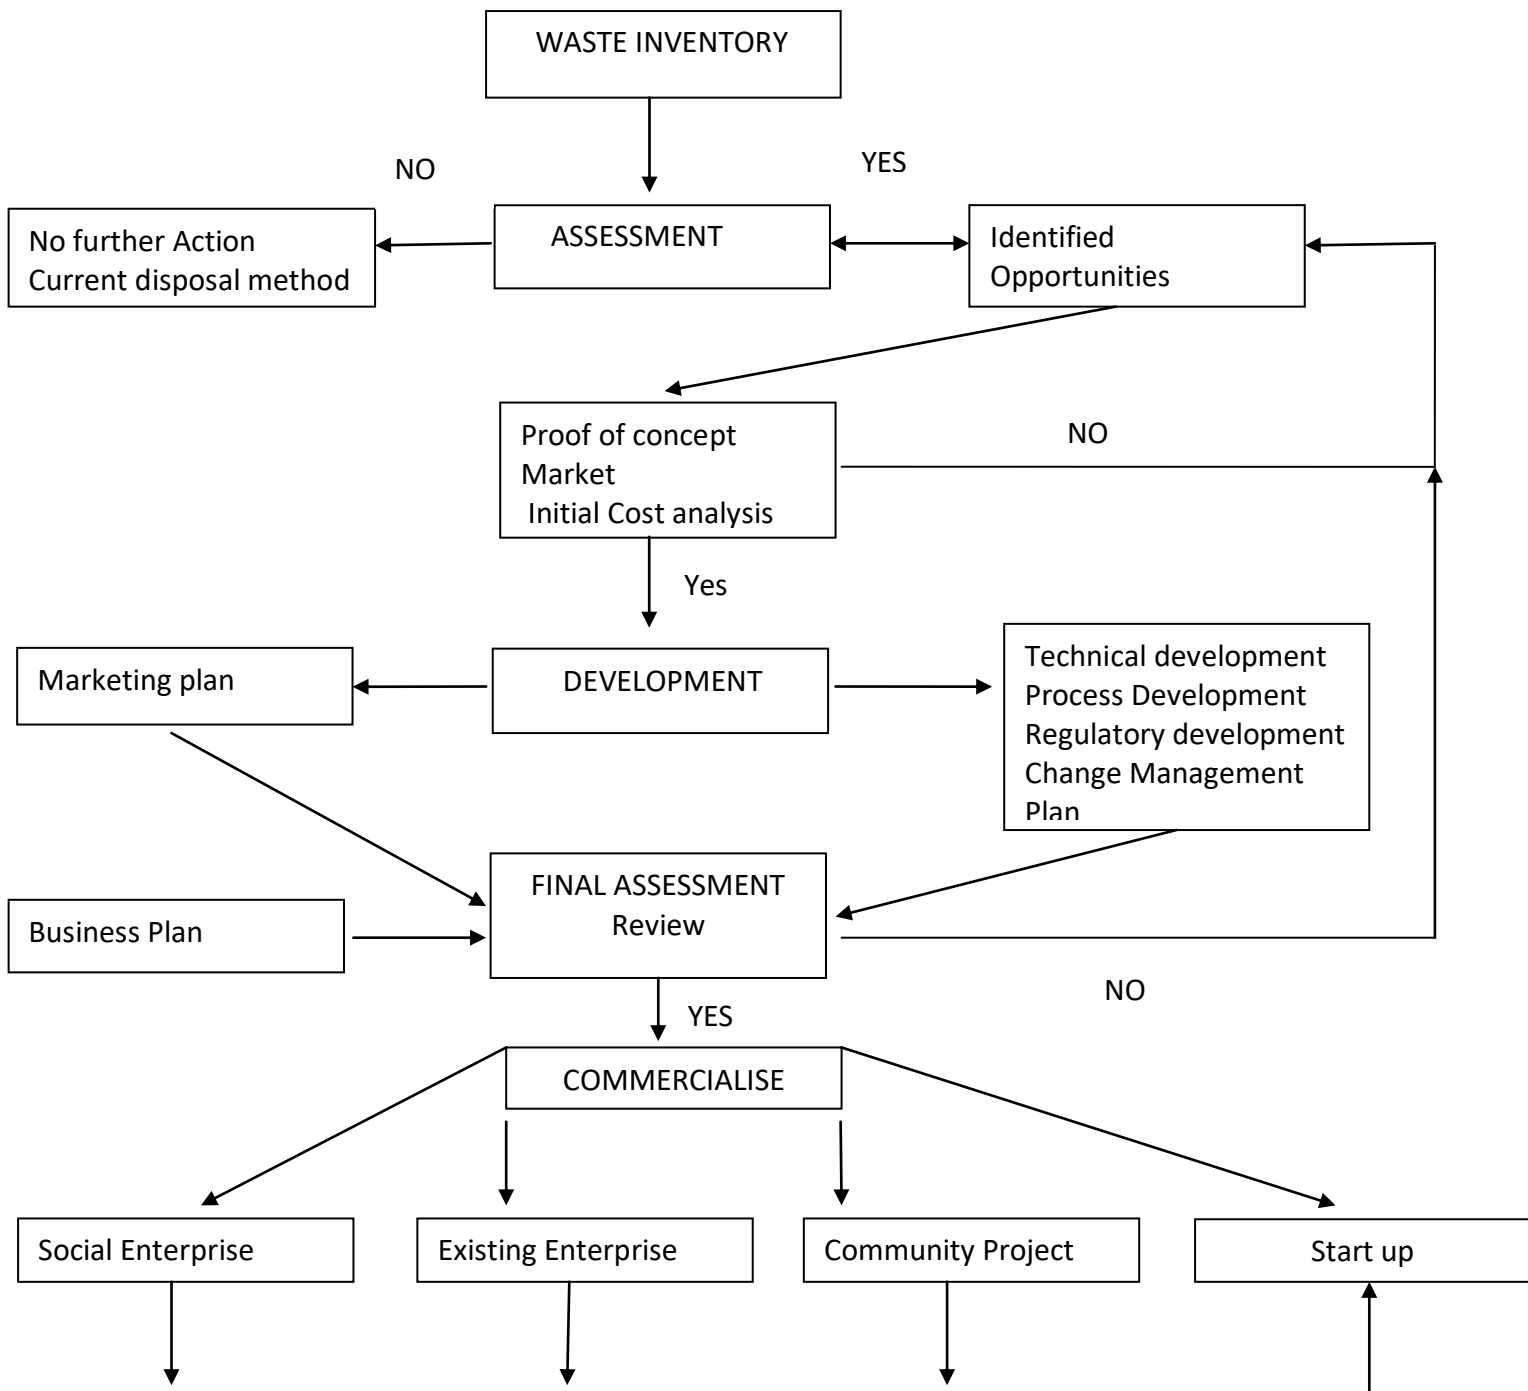 WASTE INVENTORY
NO
YES
No further Action
Current disposal method
ASSESSMENT
Identified
Opportunities
Proof of concept
Market
Initial Cost analysis
NO
Yes
Marketing plan
DEVELOPMENT
Technical development
Process Development
Regulatory development
Change Management
Plan
Business Plan
FINAL ASSESSMENT
Review
NO
YES
COMMERCIALISE
Social Enterprise
Existing Enterprise
Community Project
Start up